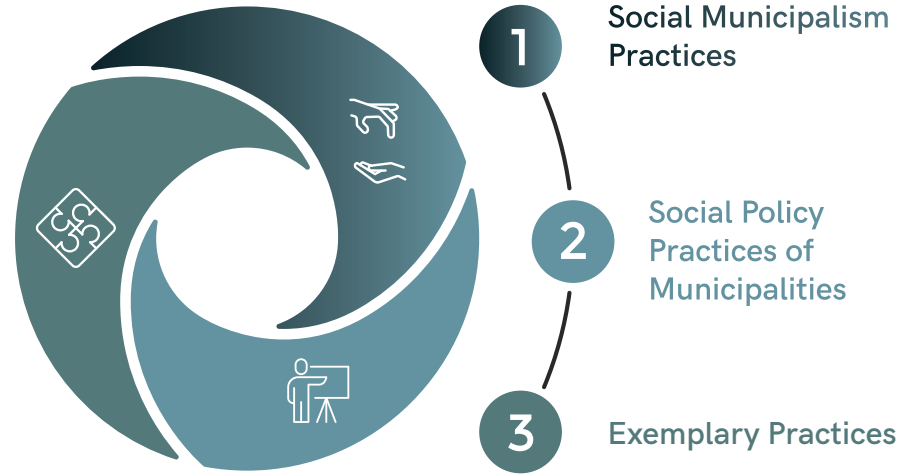 1
Social Municipalism
Practices
2
Social Policy
Practices of
Municipalities
3
Exemplary Practices